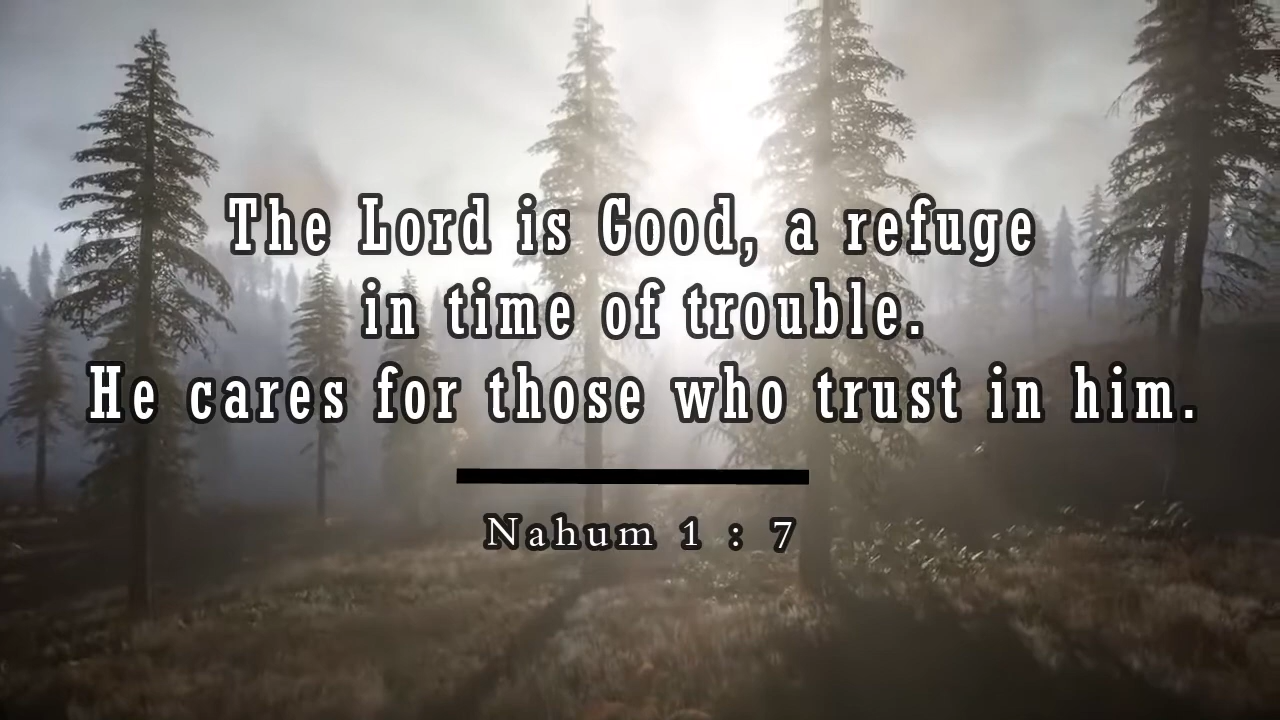 The Lord is Good, a refuge
in time of trouble.
He cares for those who trust in him.
Nahum 1 : 7